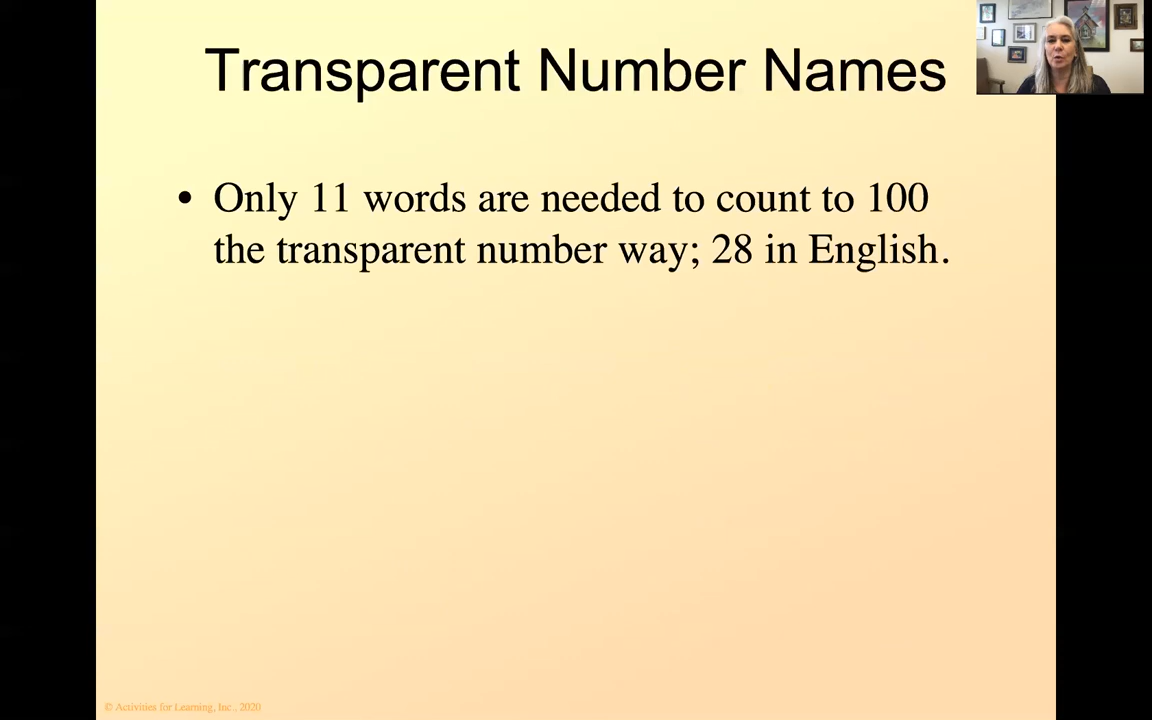 Transparent Number Names
• Only 11 words are needed to count to 100
the transparent number way; 28 in English.
© Activities for Learning, Inc., 2020